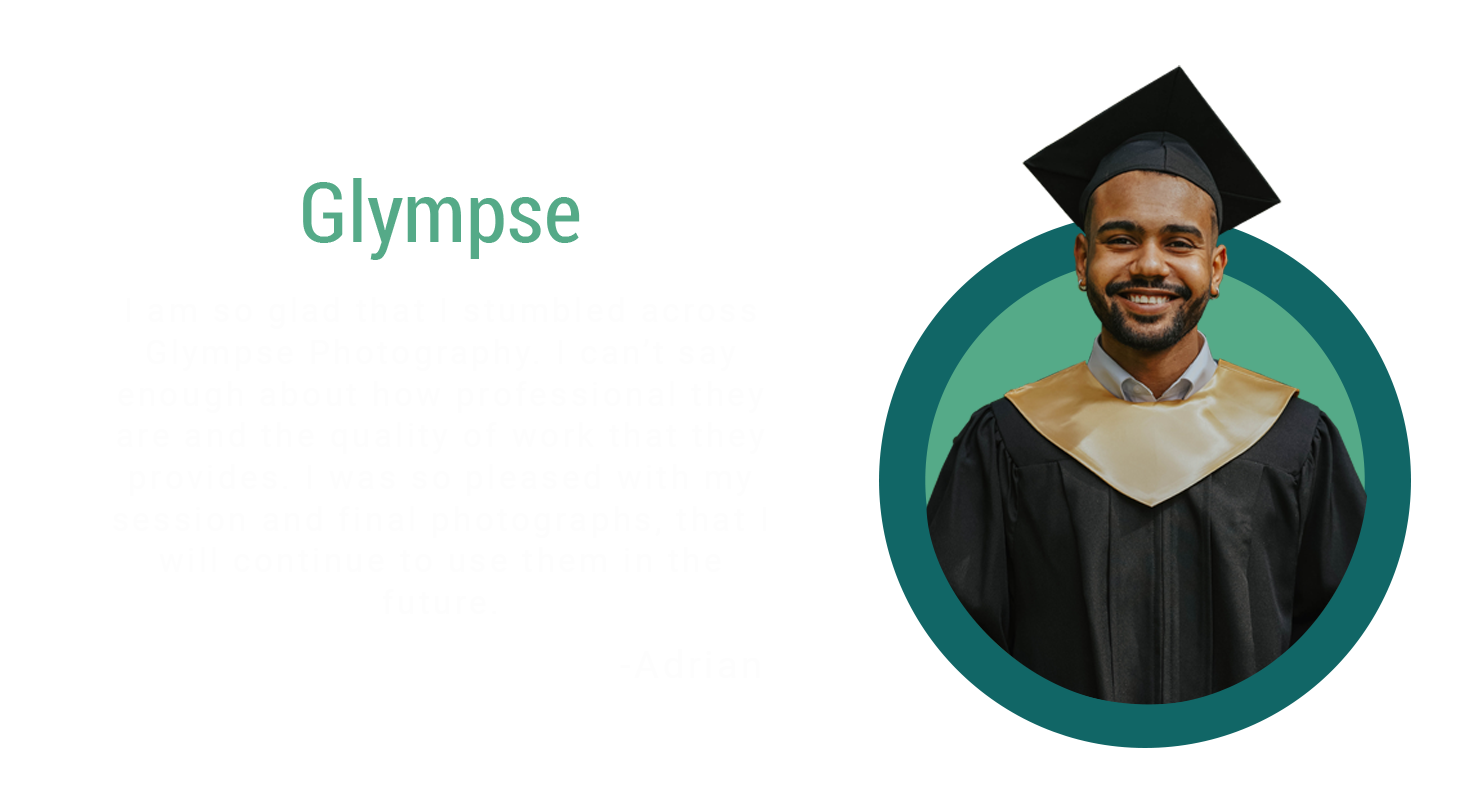 Glympse
I am so glad that I stumbled across
Glympse Photography. I can't say
enough about how professional they
are and the quality of work that they
provides. I was so pleased with my
session and final photographs, that I
will continue to use them in the
future
-Adrian